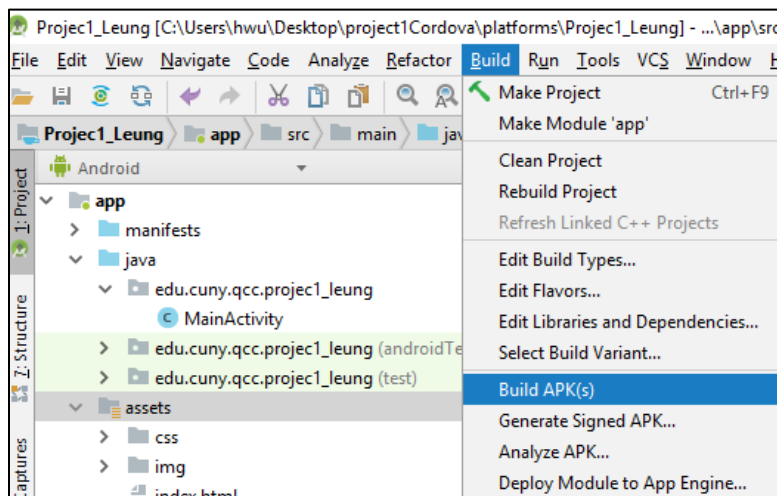 Projec1_Leung [C:\Users\hwu\Desktop\project1Cordova\platforms\Projec1_Leung] - ...\app\src
File Edit View Navigate Code Analyze Refactor Build Run Tools VCS Window H
Projec1_Leung app src main jav
Android
1: Project
7: Structure
Captures
app
manifests
java
edu.cuny.qcc.projec1_leung
C MainActivity
edu.cuny.qcc.projec1_leung (androidTe
edu.cuny.qcc.projec1_leung (test)
assets
css
img
index.html
Make Project Ctrl+F9
Make Module 'app'
Clean Project
Rebuild Project
Refresh Linked C++ Projects
Edit Build Types...
Edit Flavors...
Edit Libraries and Dependencies...
Select Build Variant...
Build APK(s)
Generate Signed APK...
Analyze APK...
Deploy Module to App Engine...